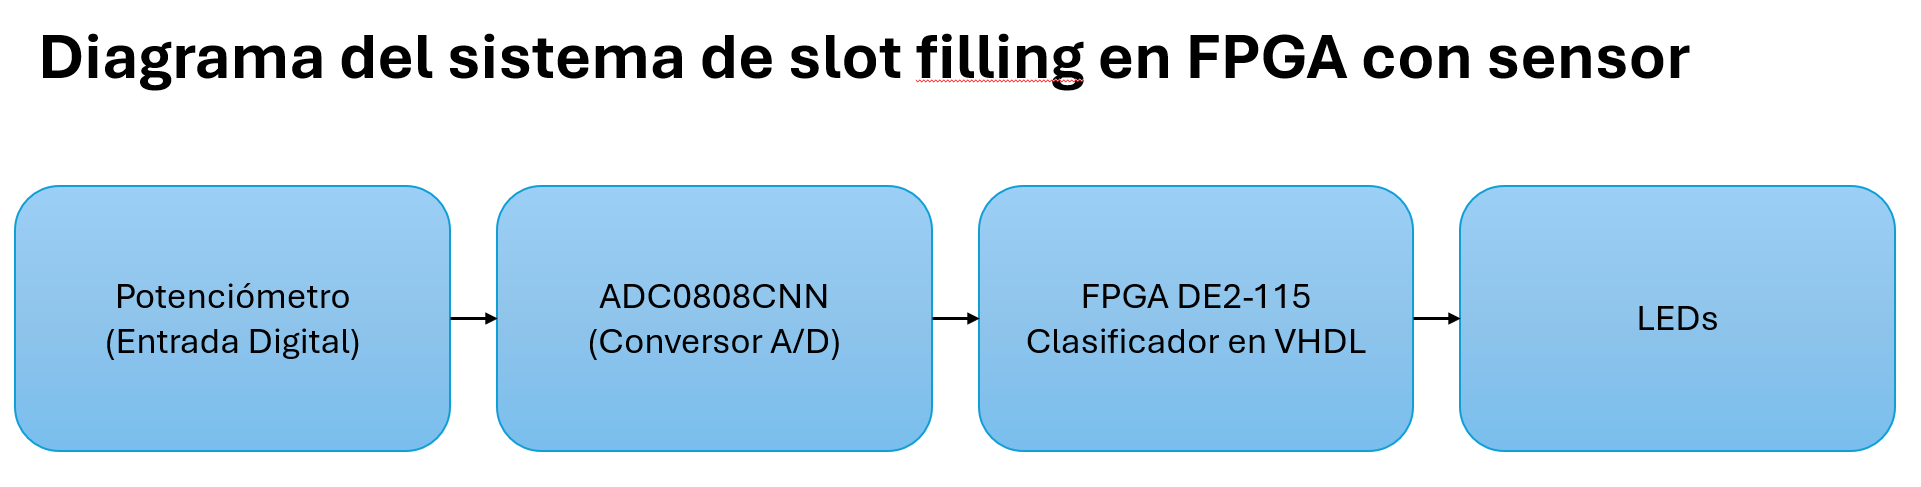 Diagrama del sistema de slot filling en FPGA con sensor
Potenciómetro
(Entrada Digital)
ADC0808CNN
(Conversor A/D)
FPGA DE2-115
Clasificador en VHDL
LEDs